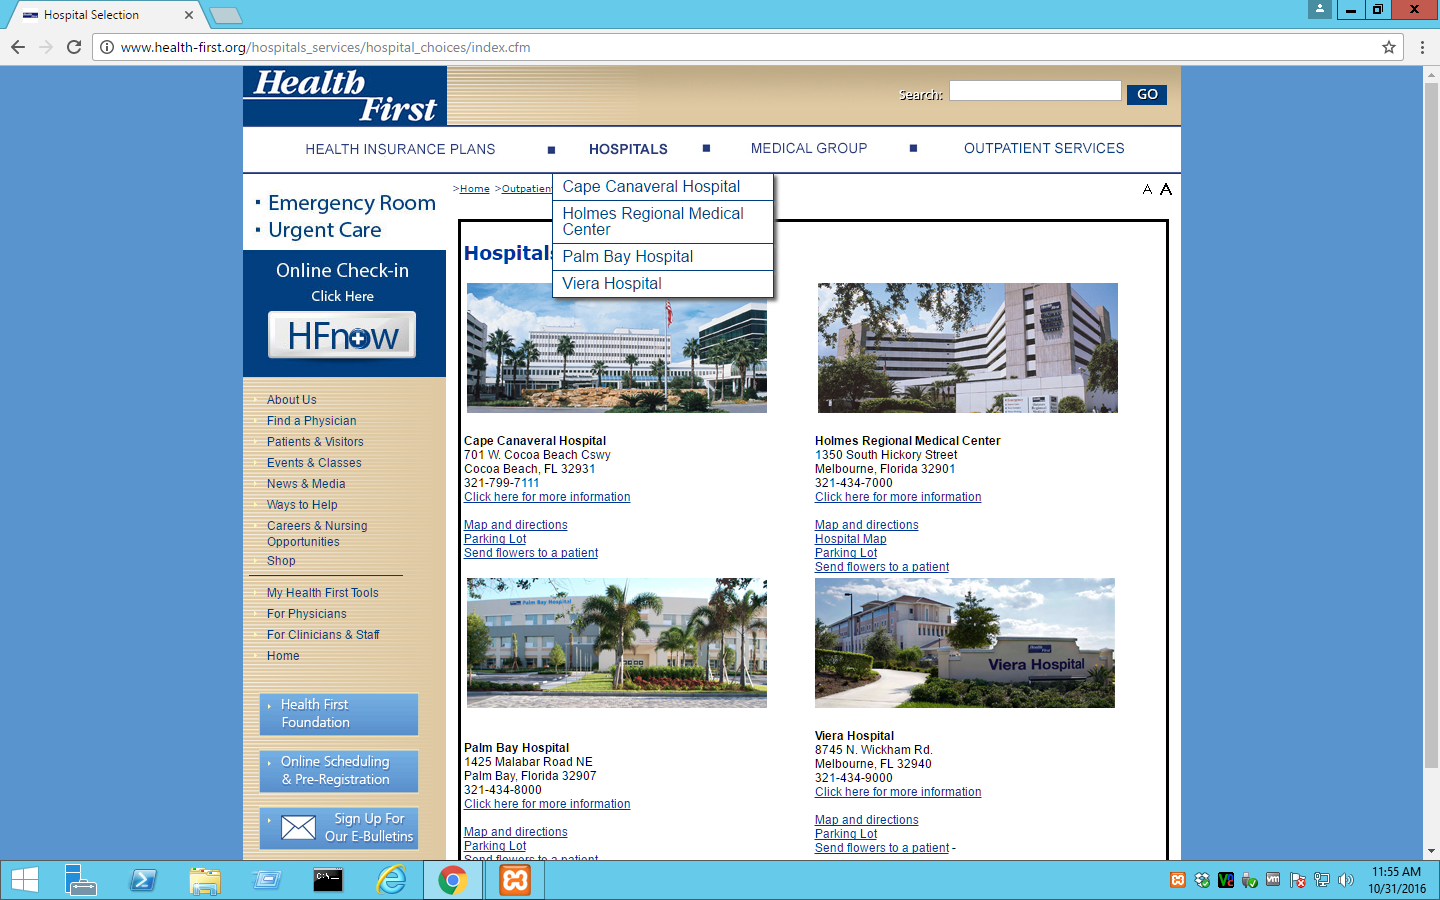 Hospital Selection
www.health-first.org/hospitals_services/hospital_choices/index.cfm
Health
First
Search:
GO
HEALTH INSURANCE PLANS
HOSPITALS
MEDICAL GROUP
OUTPATIENT SERVICES
>Home >Outpatient
A A
Cape Canaveral Hospital
Holmes Regional Medical
Center
Palm Bay Hospital
Viera Hospital
Emergency Room
Urgent Care
Online Check-in
Click Here
HFnow
About Us
Find a Physician
Patients & Visitors
Events & Classes
News & Media
Ways to Help
Careers & Nursing
Opportunities
Shop
My Health First Tools
For Physicians
For Clinicians & Staff
Home
Health First
Foundation
Online Scheduling
& Pre-Registration
Sign Up For
Our E-Bulletins
Hospitals
Cape Canaveral Hospital
701 W. Cocoa Beach Cswy
Cocoa Beach, FL 32931
321-799-7111
Click here for more information
Map and directions
Parking Lot
Send flowers to a patient
Holmes Regional Medical Center
1350 South Hickory Street
Melbourne, Florida 32901
321-434-7000
Click here for more information
Map and directions
Hospital Map
Parking Lot
Send flowers to a patient
Palm Bay Hospital
Palm Bay Hospital
1425 Malabar Road NE
Palm Bay, Florida 32907
321-434-8000
Click here for more information
Map and directions
Parking Lot
Send flowers to a patient
Viera Hospital
Viera Hospital
8745 N. Wickham Rd.
Melbourne, FL 32940
321-434-9000
Click here for more information
Map and directions
Parking Lot
Send flowers to a patient -
11:55 AM
10/31/2016